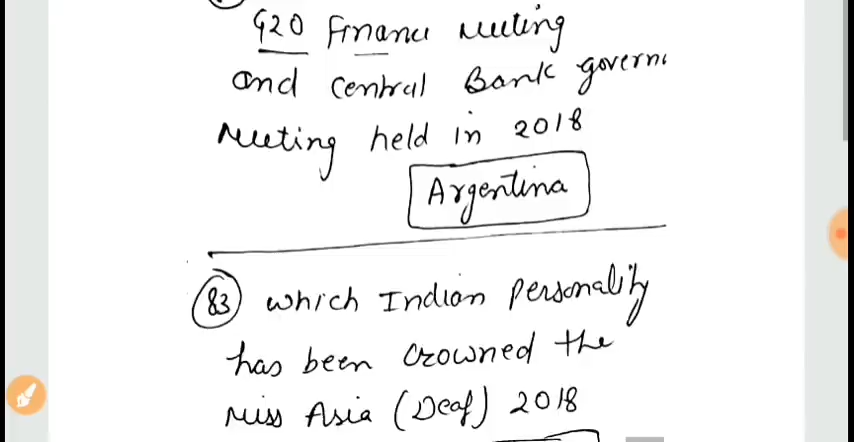 G20 Finance Meeting
and Central Bank govern
Meeting held in 2018
Argentina
83 which Indian Personality
has been crowned the
Miss Asia (Deaf) 2018